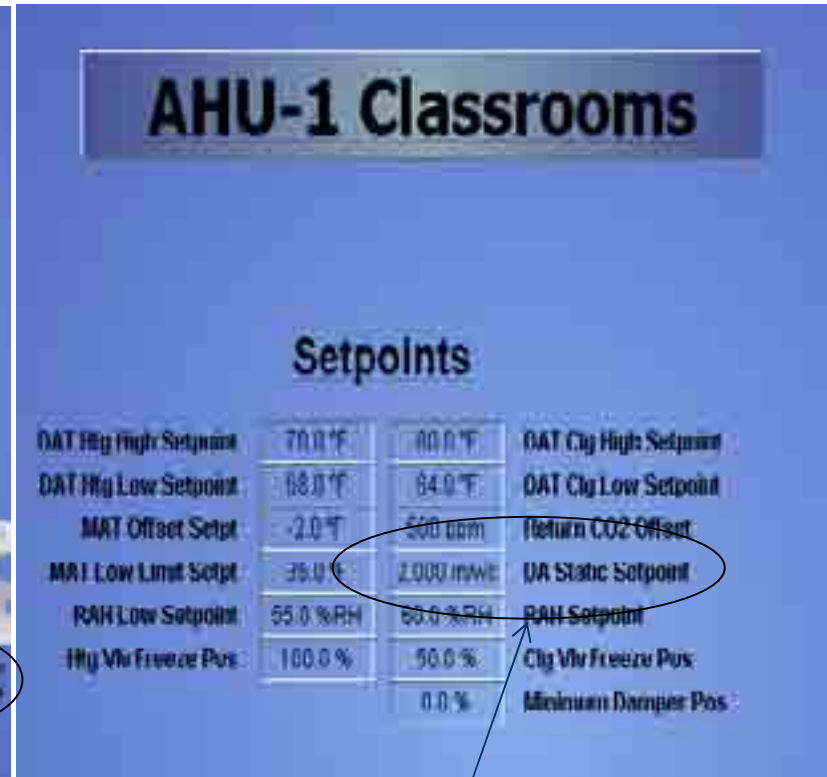 AHU-1 Classrooms
Setpoints
DAT Htg High Setpoint 70.0 °F DAT Clg High Setpoint
DAT Htg Low Setpoint 68.0 °F 64.0 °F DAT Clg Low Setpoint
MAT Offset Setpt -2.0 °F 500 ppm Return CO2 Offset
MAT Low Limit Setpt 2.000 in/wc DA Static Setpoint
RAH Low Setpoint 55.0 %RH 60.0 %RH RAH Setpoint
Htg Vlv Freeze Pos 100.0 % 50.0 % Clg Vlv Freeze Pos
0.0 % Minimum Damper Pos